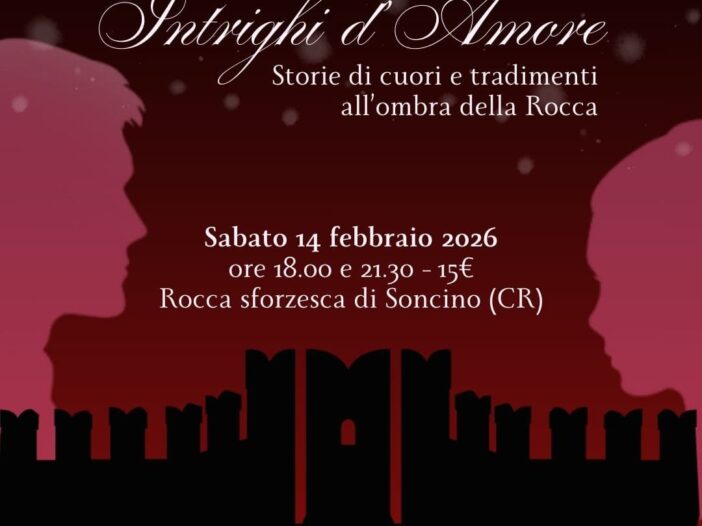 Intrighi d'Amore
Storie di cuori e tradimenti
all'ombra della Rocca
Sabato 14 febbraio 2026
ore 18.00 e 21.30 - 15€
Rocca sforzesca di Soncino (CR)